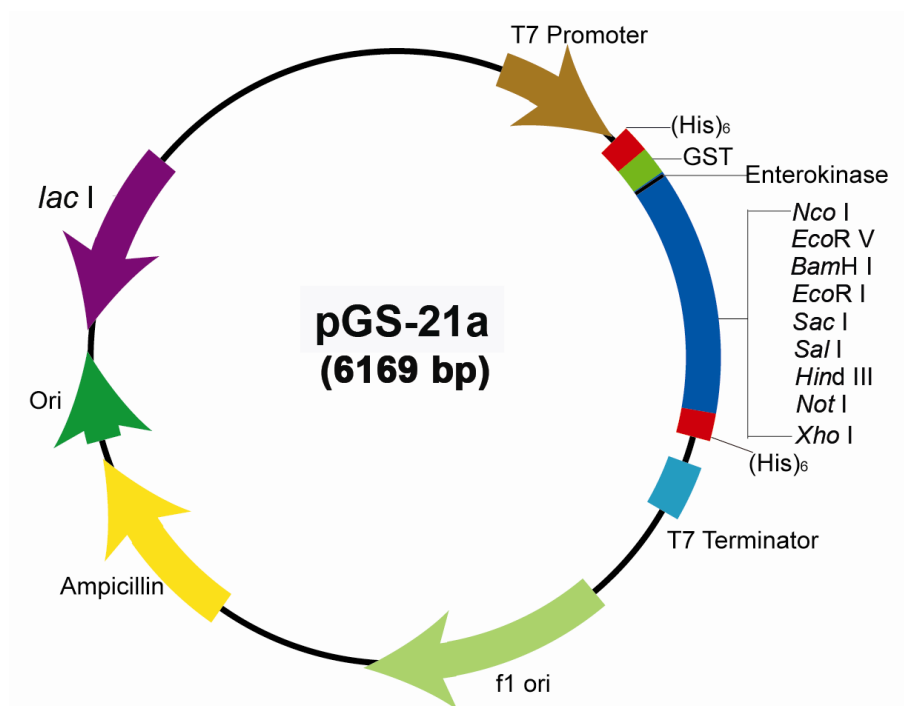 T7 Promoter
(His)6
GST
Enterokinase
Nco I
EcoR V
BamH I
EcoR I
Sac I
Sal I
Hind III
Not I
Xho I
(His)6
T7 Terminator
f1 ori
Ampicillin
Ori
lac I
pGS-21a
(6169 bp)